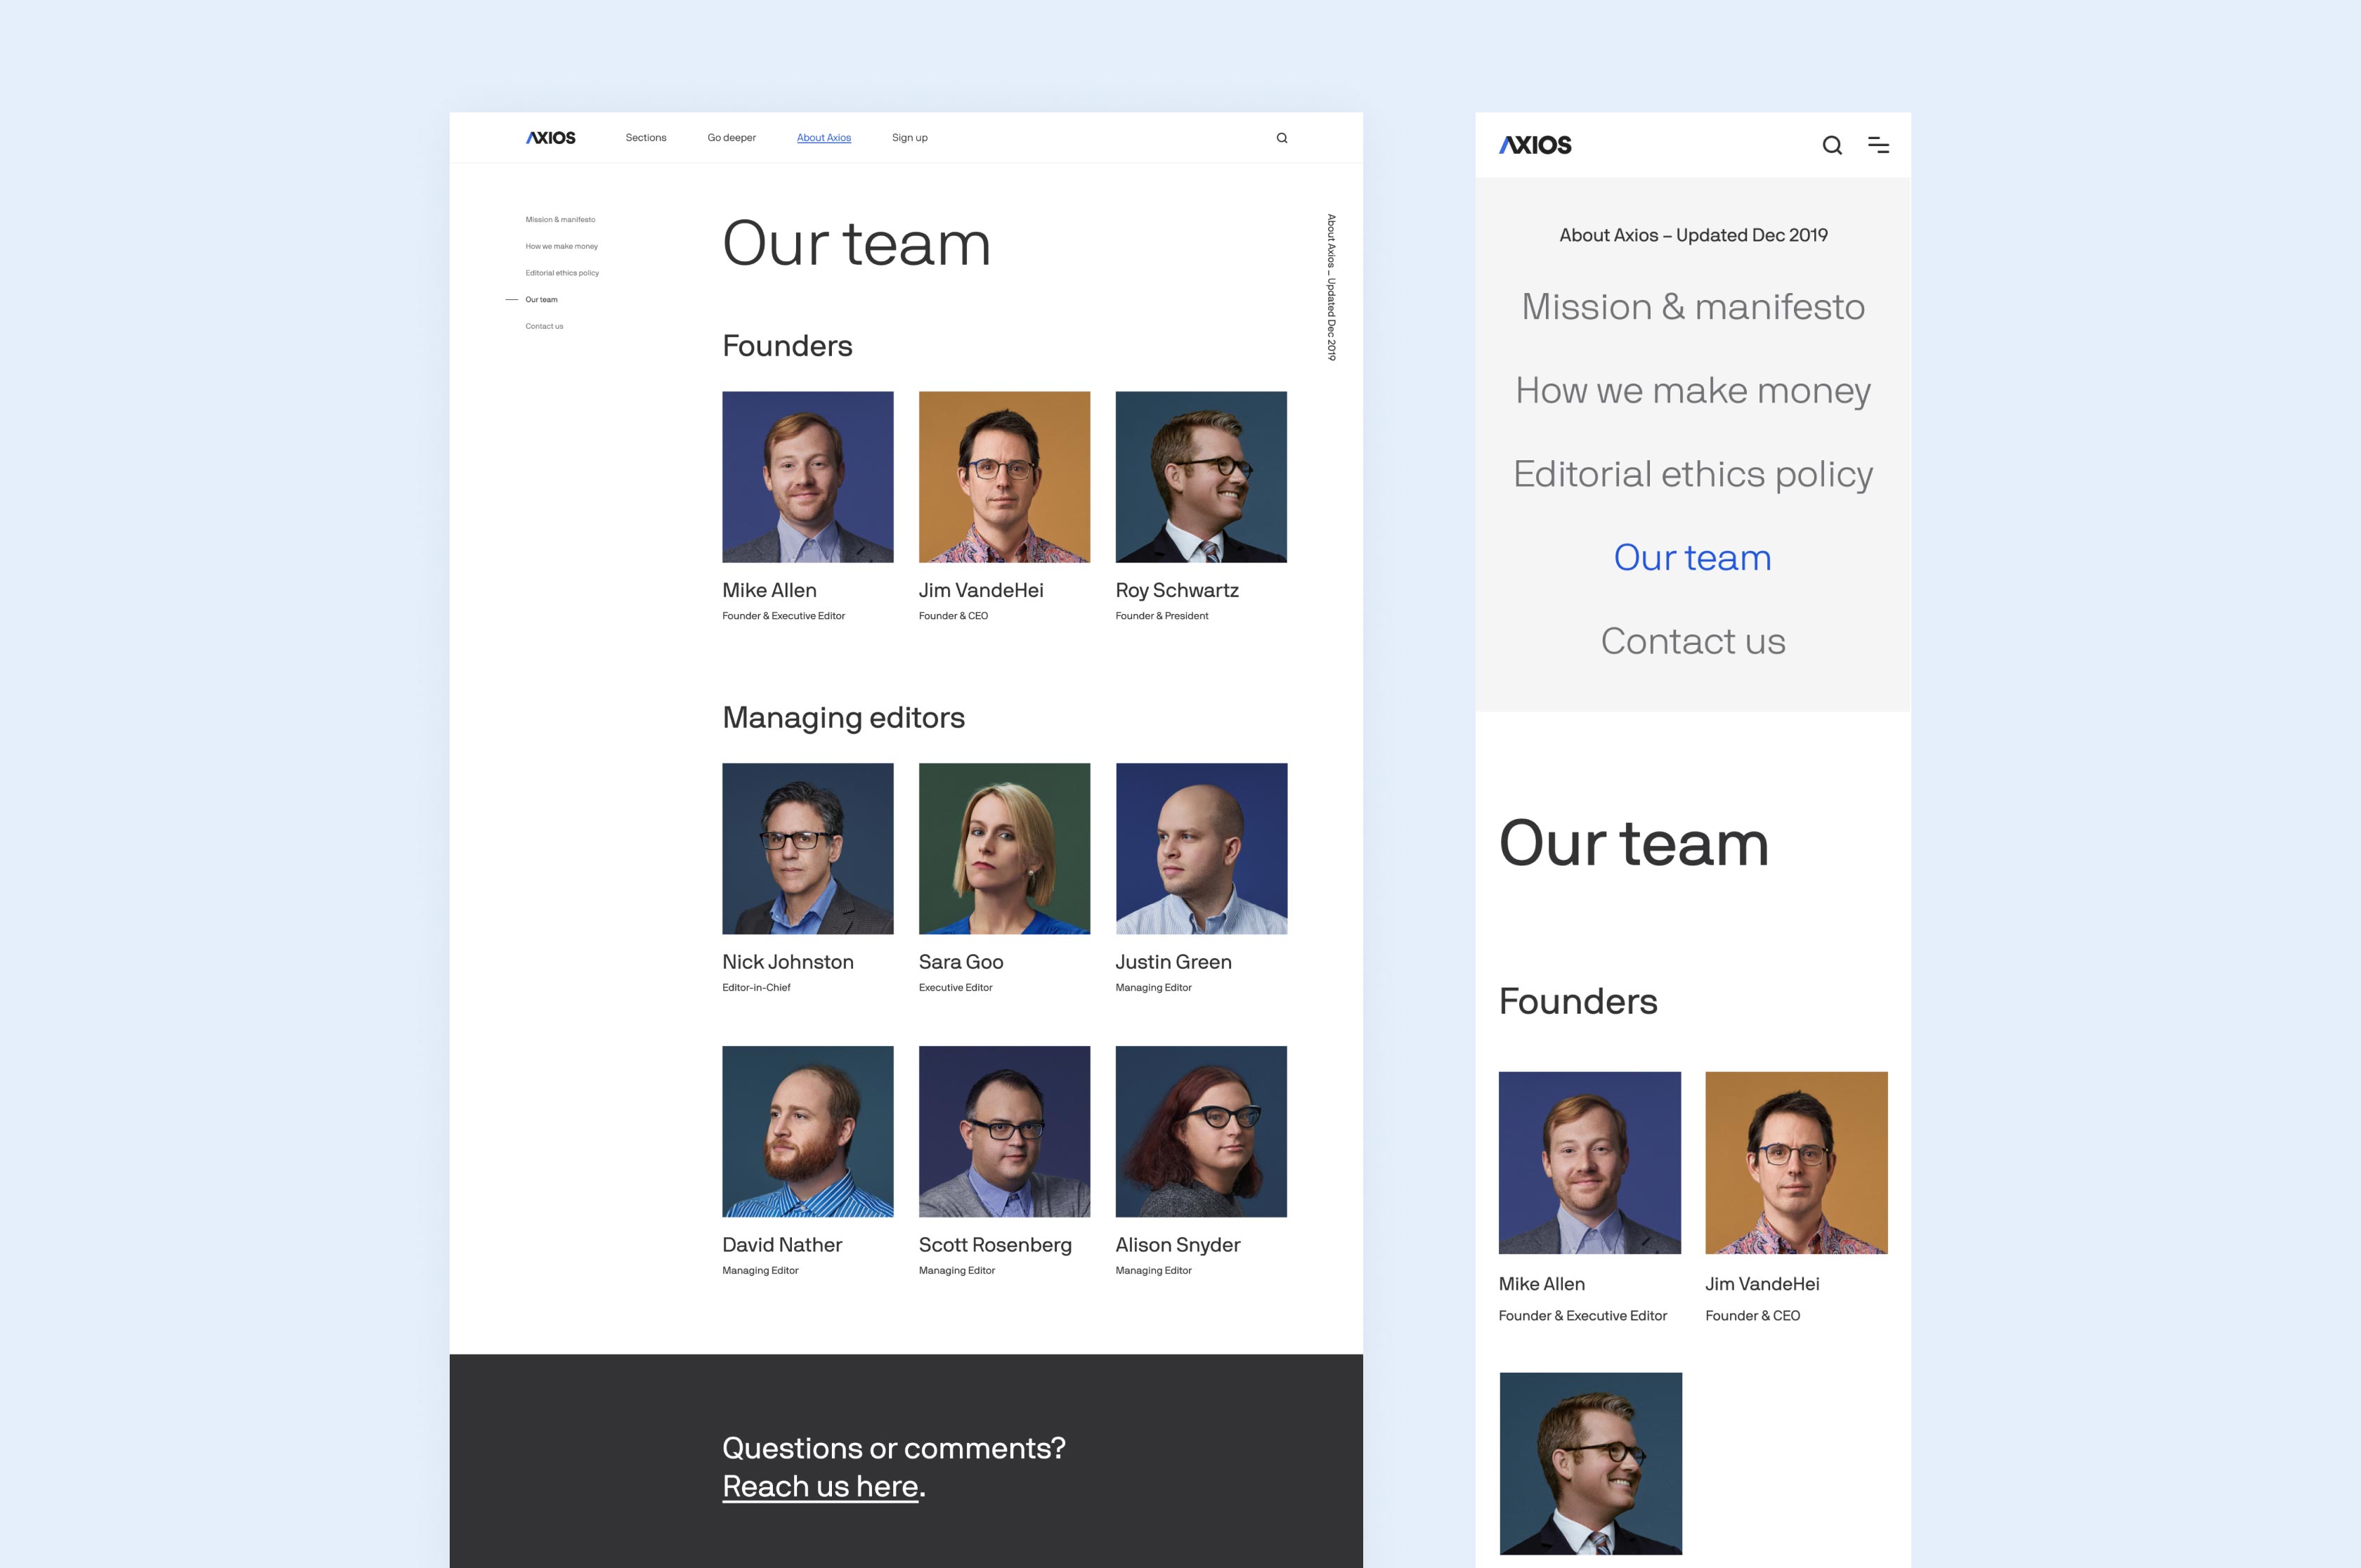 AXIOS
Sections
Go deeper
About Axios
Sign up
Mission & manifesto
How we make money
Editorial ethics policy
Our team
Contact us
About Axios – Updated Dec 2019
Our team
Founders
Mike Allen
Founder & Executive Editor
Jim VandeHei
Founder & CEO
Roy Schwartz
Founder & President
Managing editors
Nick Johnston
Editor-in-Chief
Sara Goo
Executive Editor
Justin Green
Managing Editor
David Nather
Managing Editor
Scott Rosenberg
Managing Editor
Alison Snyder
Managing Editor
Questions or comments?
Reach us here.
AXIOS
About Axios – Updated Dec 2019
Mission & manifesto
How we make money
Editorial ethics policy
Our team
Contact us
Our team
Founders
Mike Allen
Founder & Executive Editor
Jim VandeHei
Founder & CEO